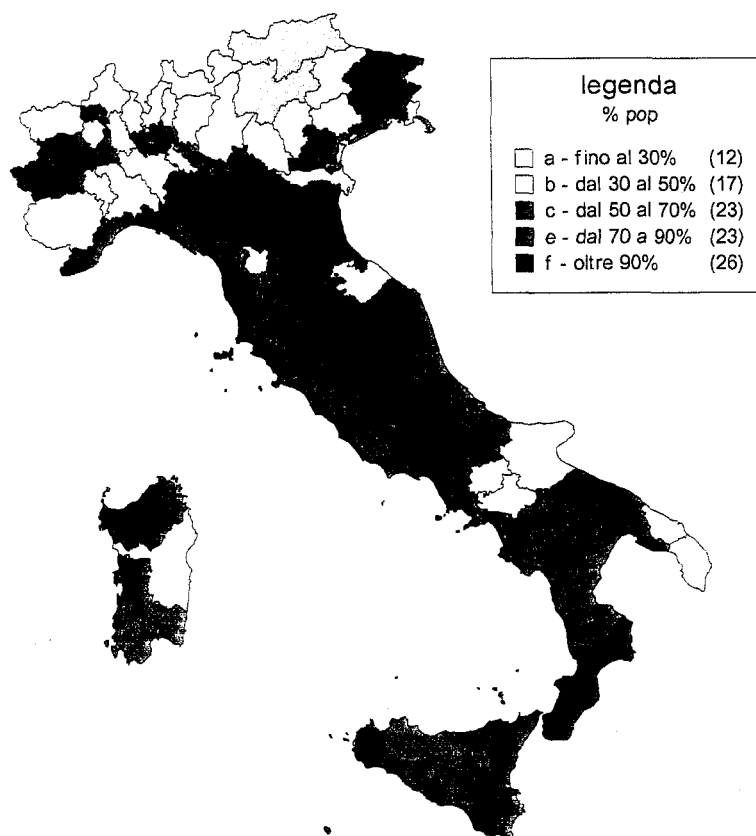 legenda
% pop
a - fino al 30% (12)
b - dal 30 al 50% (17)
c - dal 50 al 70% (23)
e - dal 70 a 90% (23)
f - oltre 90% (26)